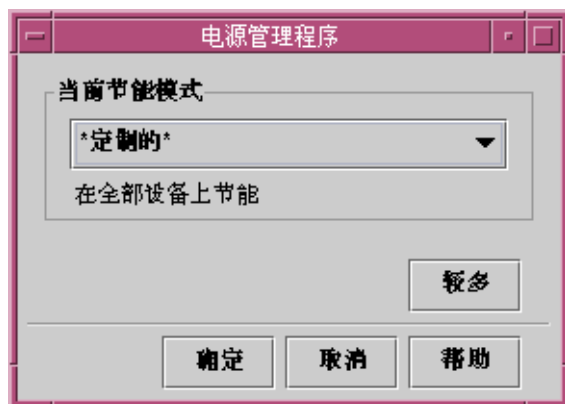 电源管理程序
当前节能模式
*定制的*
在全部设备上节能
较多
确定
取消
帮助